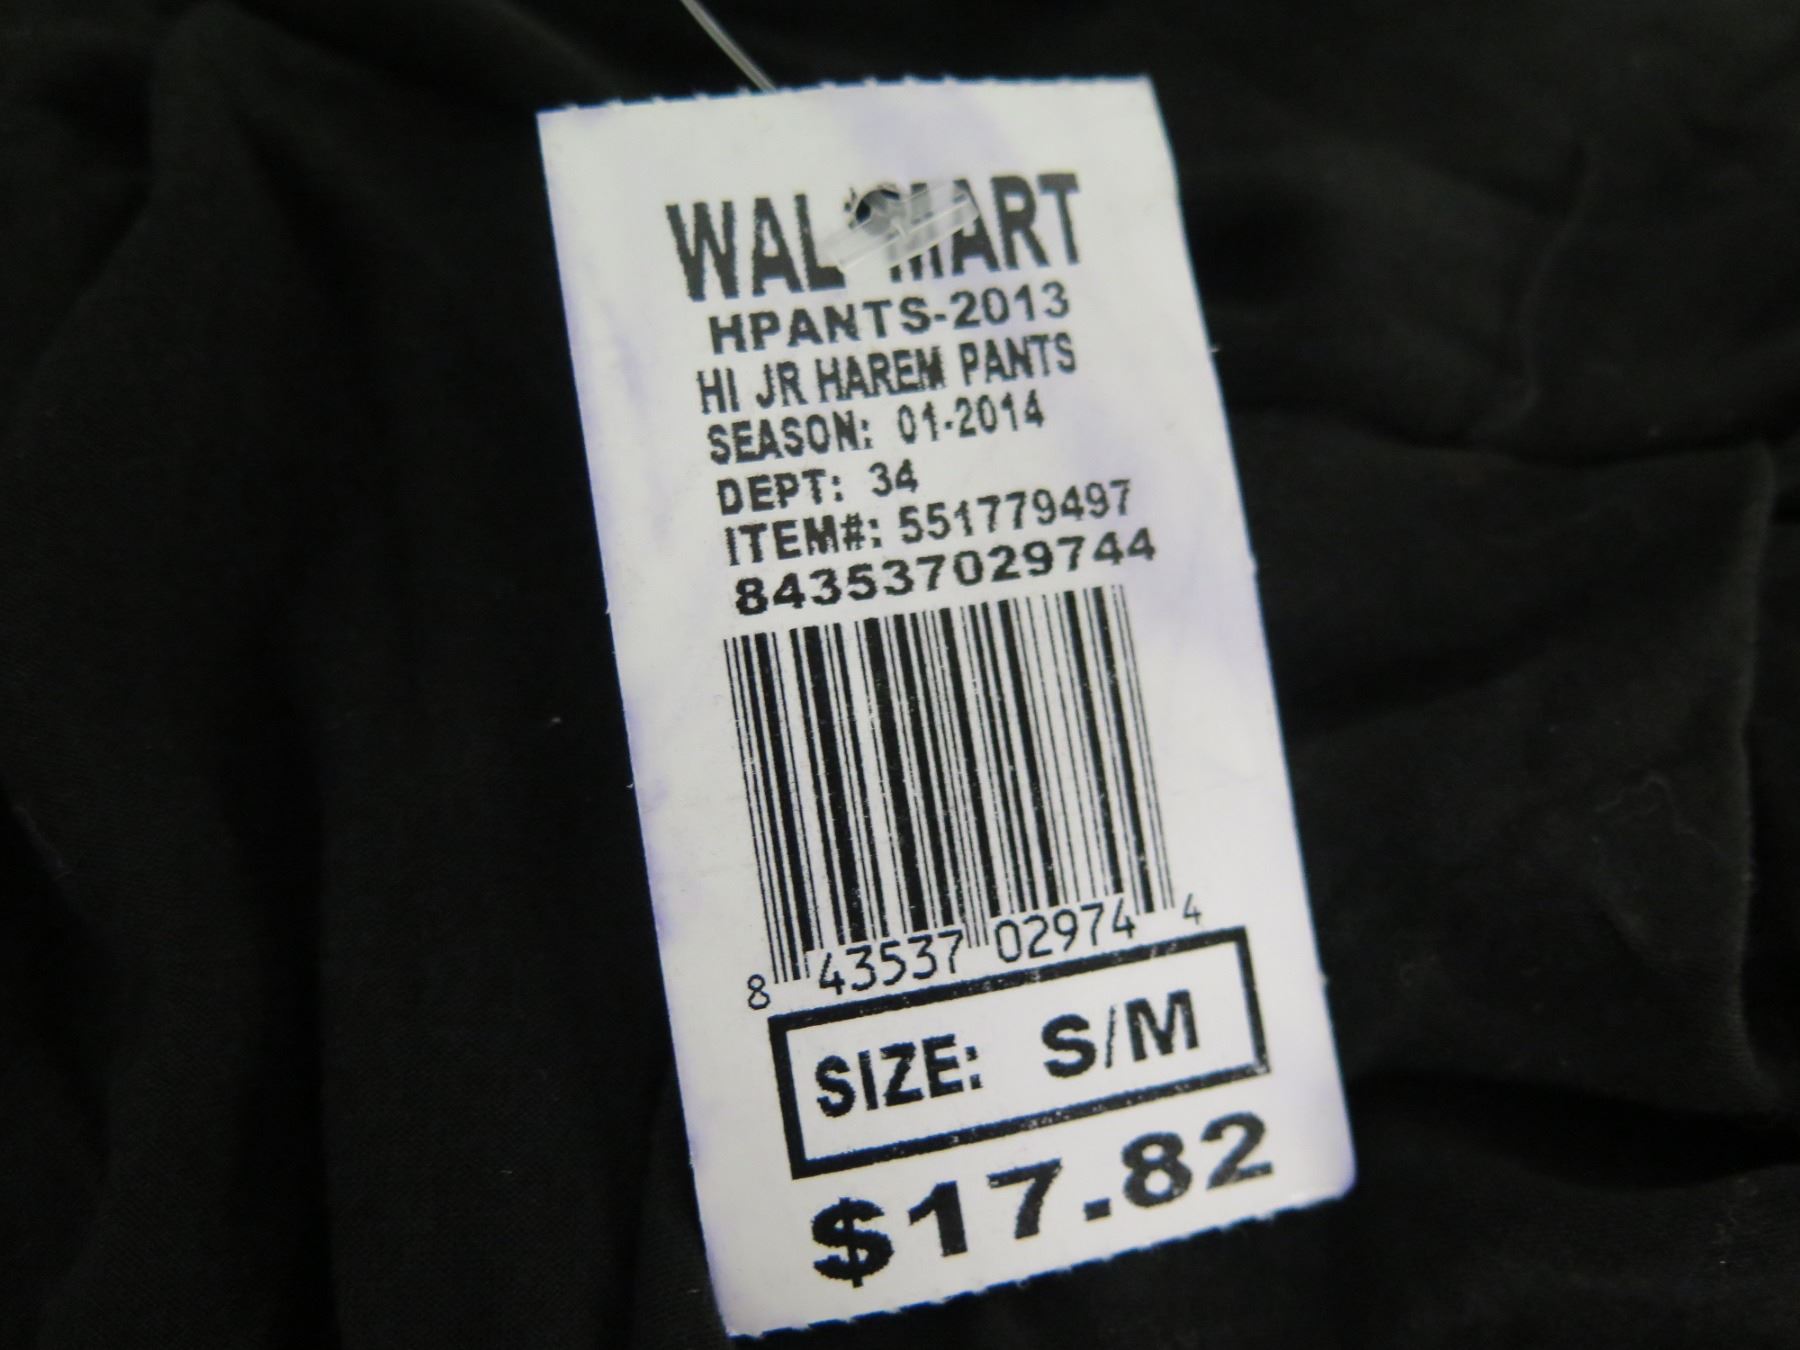 WAL*MART
HPANTS-2013
HI JR HAREM PANTS
SEASON: 01-2014
DEPT: 34
ITEM#: 551779497
843537029744
8 43537 02974 4
SIZE: S/M
$17.82